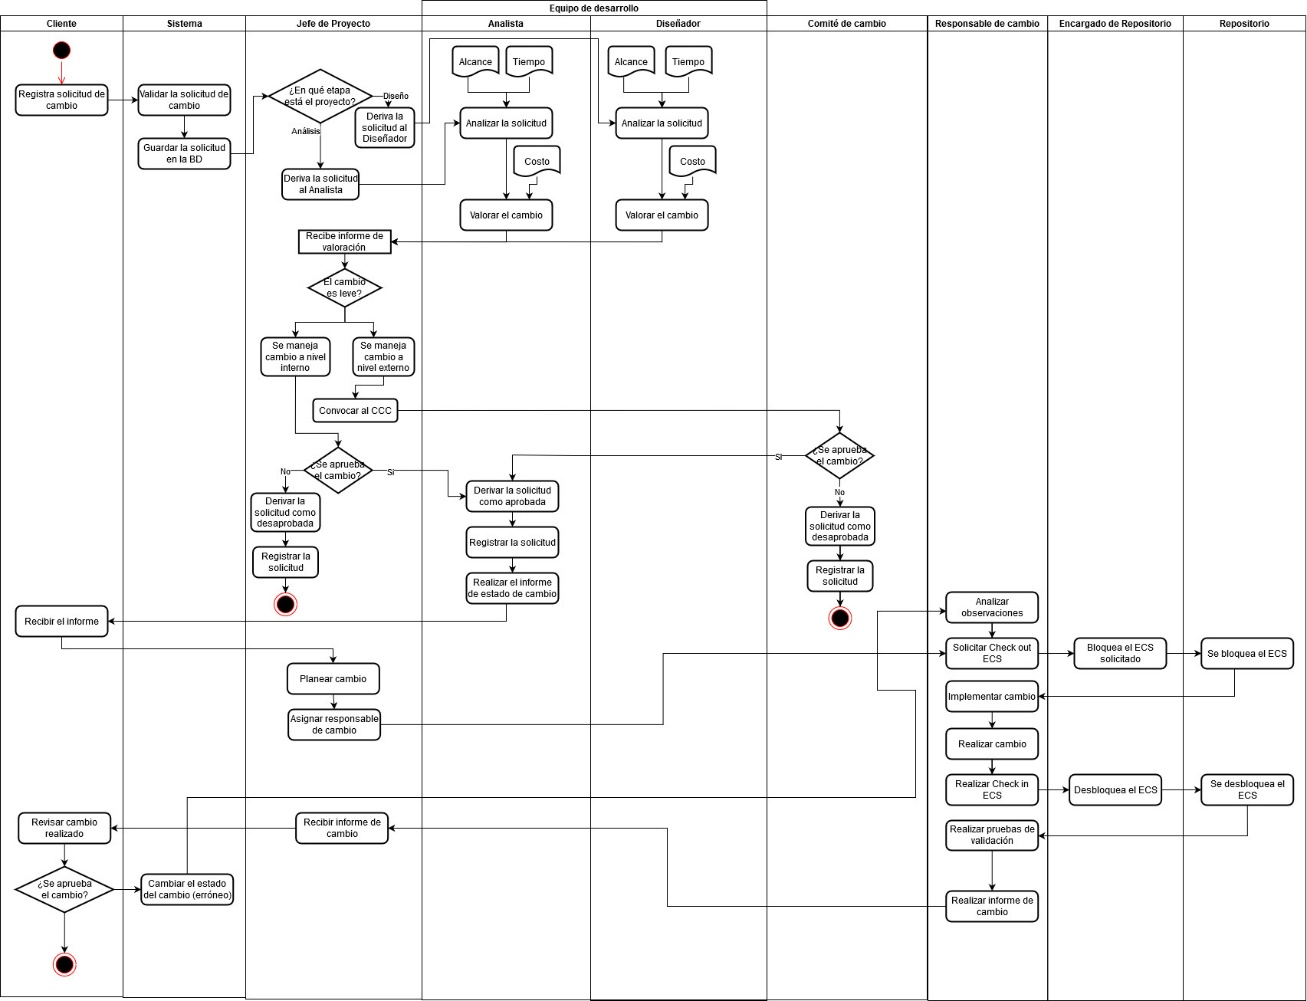 Equipo de desarrollo
Cliente
Sistema
Jefe de Proyecto
Analista
Diseñador
Comité de cambio
Responsable de cambio
Encargado de Repositorio
Repositorio
Registra solicitud de
cambio
Validar la solicitud de
cambio
Guardar la solicitud
en la BD
¿En qué etapa
está el proyecto?
Diseño
Análisis
Deriva la
solicitud al
Diseñador
Deriva la solicitud
al Analista
Alcance
Tiempo
Analizar la solicitud
Costo
Valorar el cambio
Alcance
Tiempo
Analizar la solicitud
Costo
Valorar el cambio
Recibe informe de
valoración
El cambio
es leve?
Se maneja
cambio a nivel
interno
Se maneja
cambio a
nivel externo
Convocar al CCC
¿Se aprueba
el cambio?
No
Si
Derivar la
solicitud como
desaprobada
Registrar la
solicitud
Derivar la solicitud
como aprobada
Registrar la solicitud
Realizar el informe
de estado de cambio
¿Se aprueba
el cambio?
Si
No
Derivar la
solicitud como
desaprobada
Registrar la
solicitud
Recibir el informe
Planear cambio
Asignar responsable
de cambio
Analizar
observaciones
Solicitar Check out
ECS
Bloquea el ECS
solicitado
Se bloquea el ECS
Implementar cambio
Realizar cambio
Realizar Check in
ECS
Desbloquea el ECS
Se desbloquea el
ECS
Realizar pruebas de
validación
Realizar informe de
cambio
Recibir informe de
cambio
Revisar cambio
realizado
¿Se aprueba
el cambio?
Cambiar el estado
del cambio (erróneo)